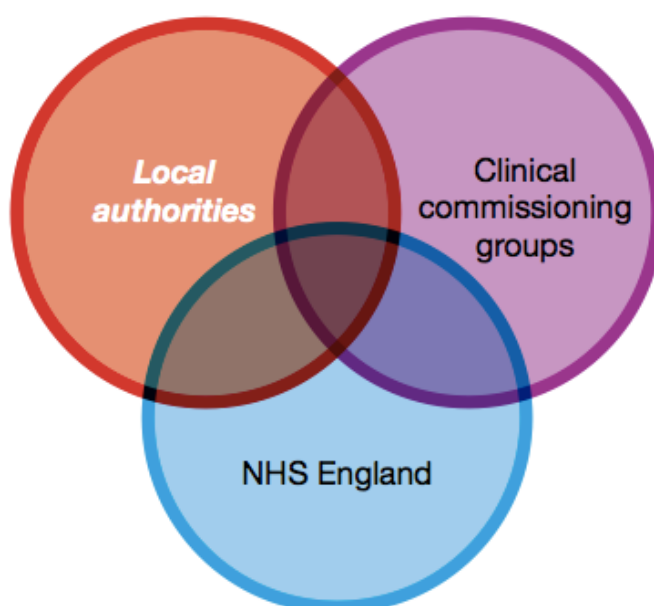 Local
authorities
Clinical
commissioning
groups
NHS England